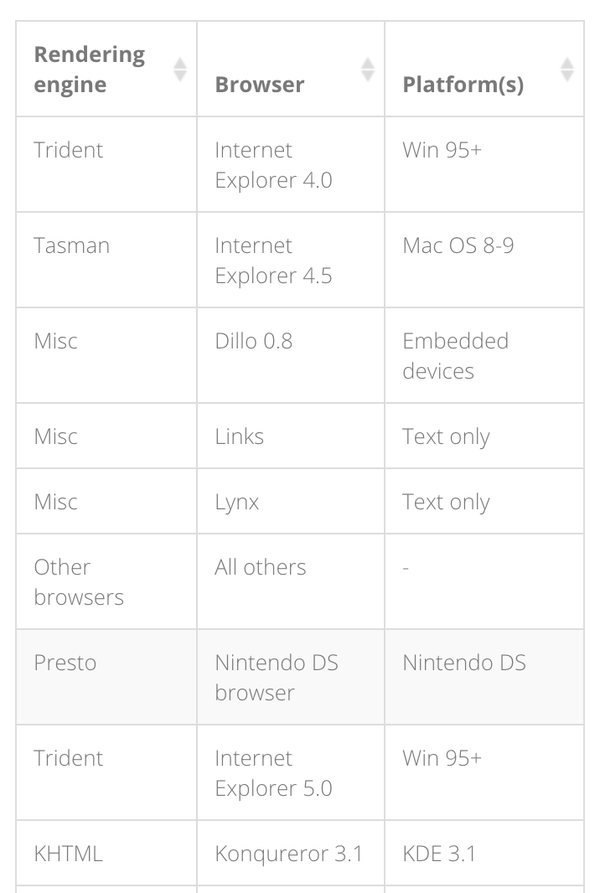 Rendering engine Browser Platform(s)
Trident Internet Explorer 4.0 Win 95+
Tasman Internet Explorer 4.5 Mac OS 8-9
Misc Dillo 0.8 Embedded devices
Misc Links Text only
Misc Lynx Text only
Other browsers All others -
Presto Nintendo DS browser Nintendo DS
Trident Internet Explorer 5.0 Win 95+
KHTML Konqureror 3.1 KDE 3.1